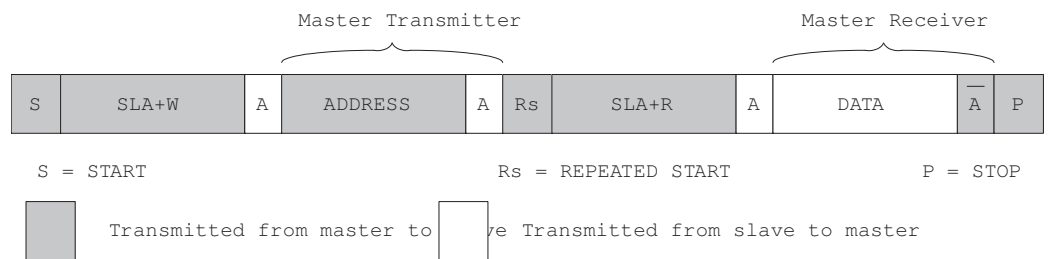 Master Transmitter Master Receiver
S SLA+W A ADDRESS A Rs SLA+R A DATA A̅ P
S = START Rs = REPEATED START P = STOP
Transmitted from master to Transmitted from slave to master